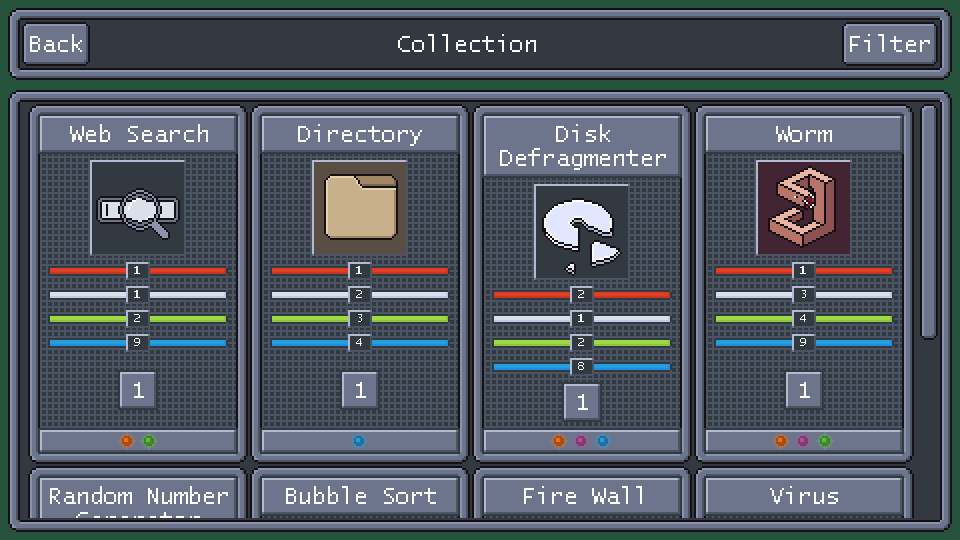 Back
Collection
Filter
Web Search
1
1
2
9
1
Directory
1
2
3
4
1
Disk
Defragmenter
2
1
2
8
1
Worm
1
3
4
9
1
Random Number
Bubble Sort
Fire Wall
Virus